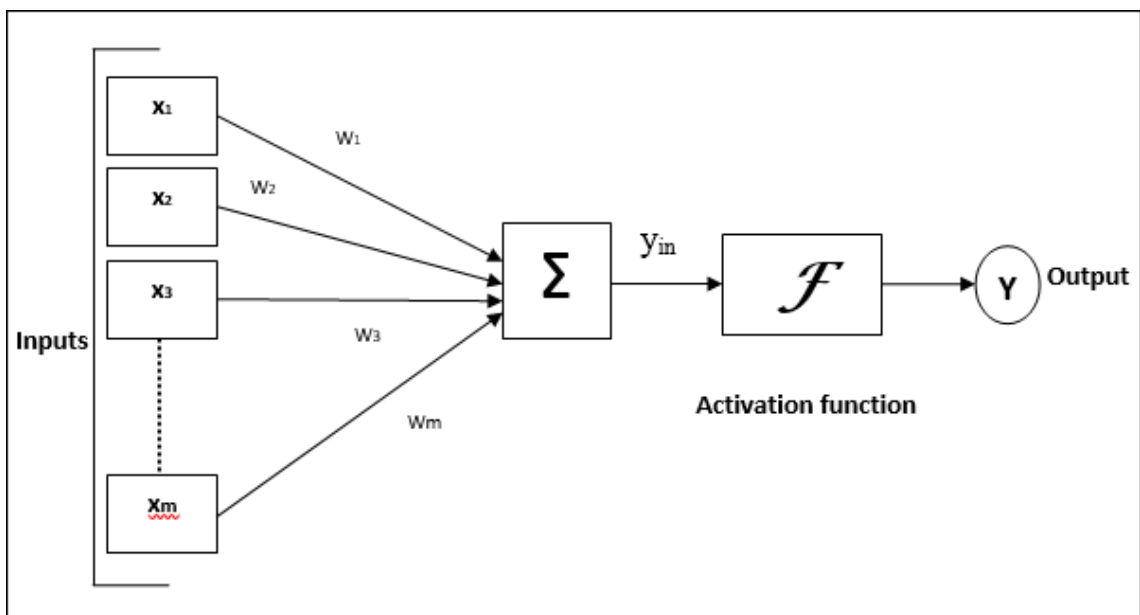 x1
W1
x2
W2
x3
Σ
yin
ℱ
Y
Output
Inputs
W3
Activation function
Wm
xm